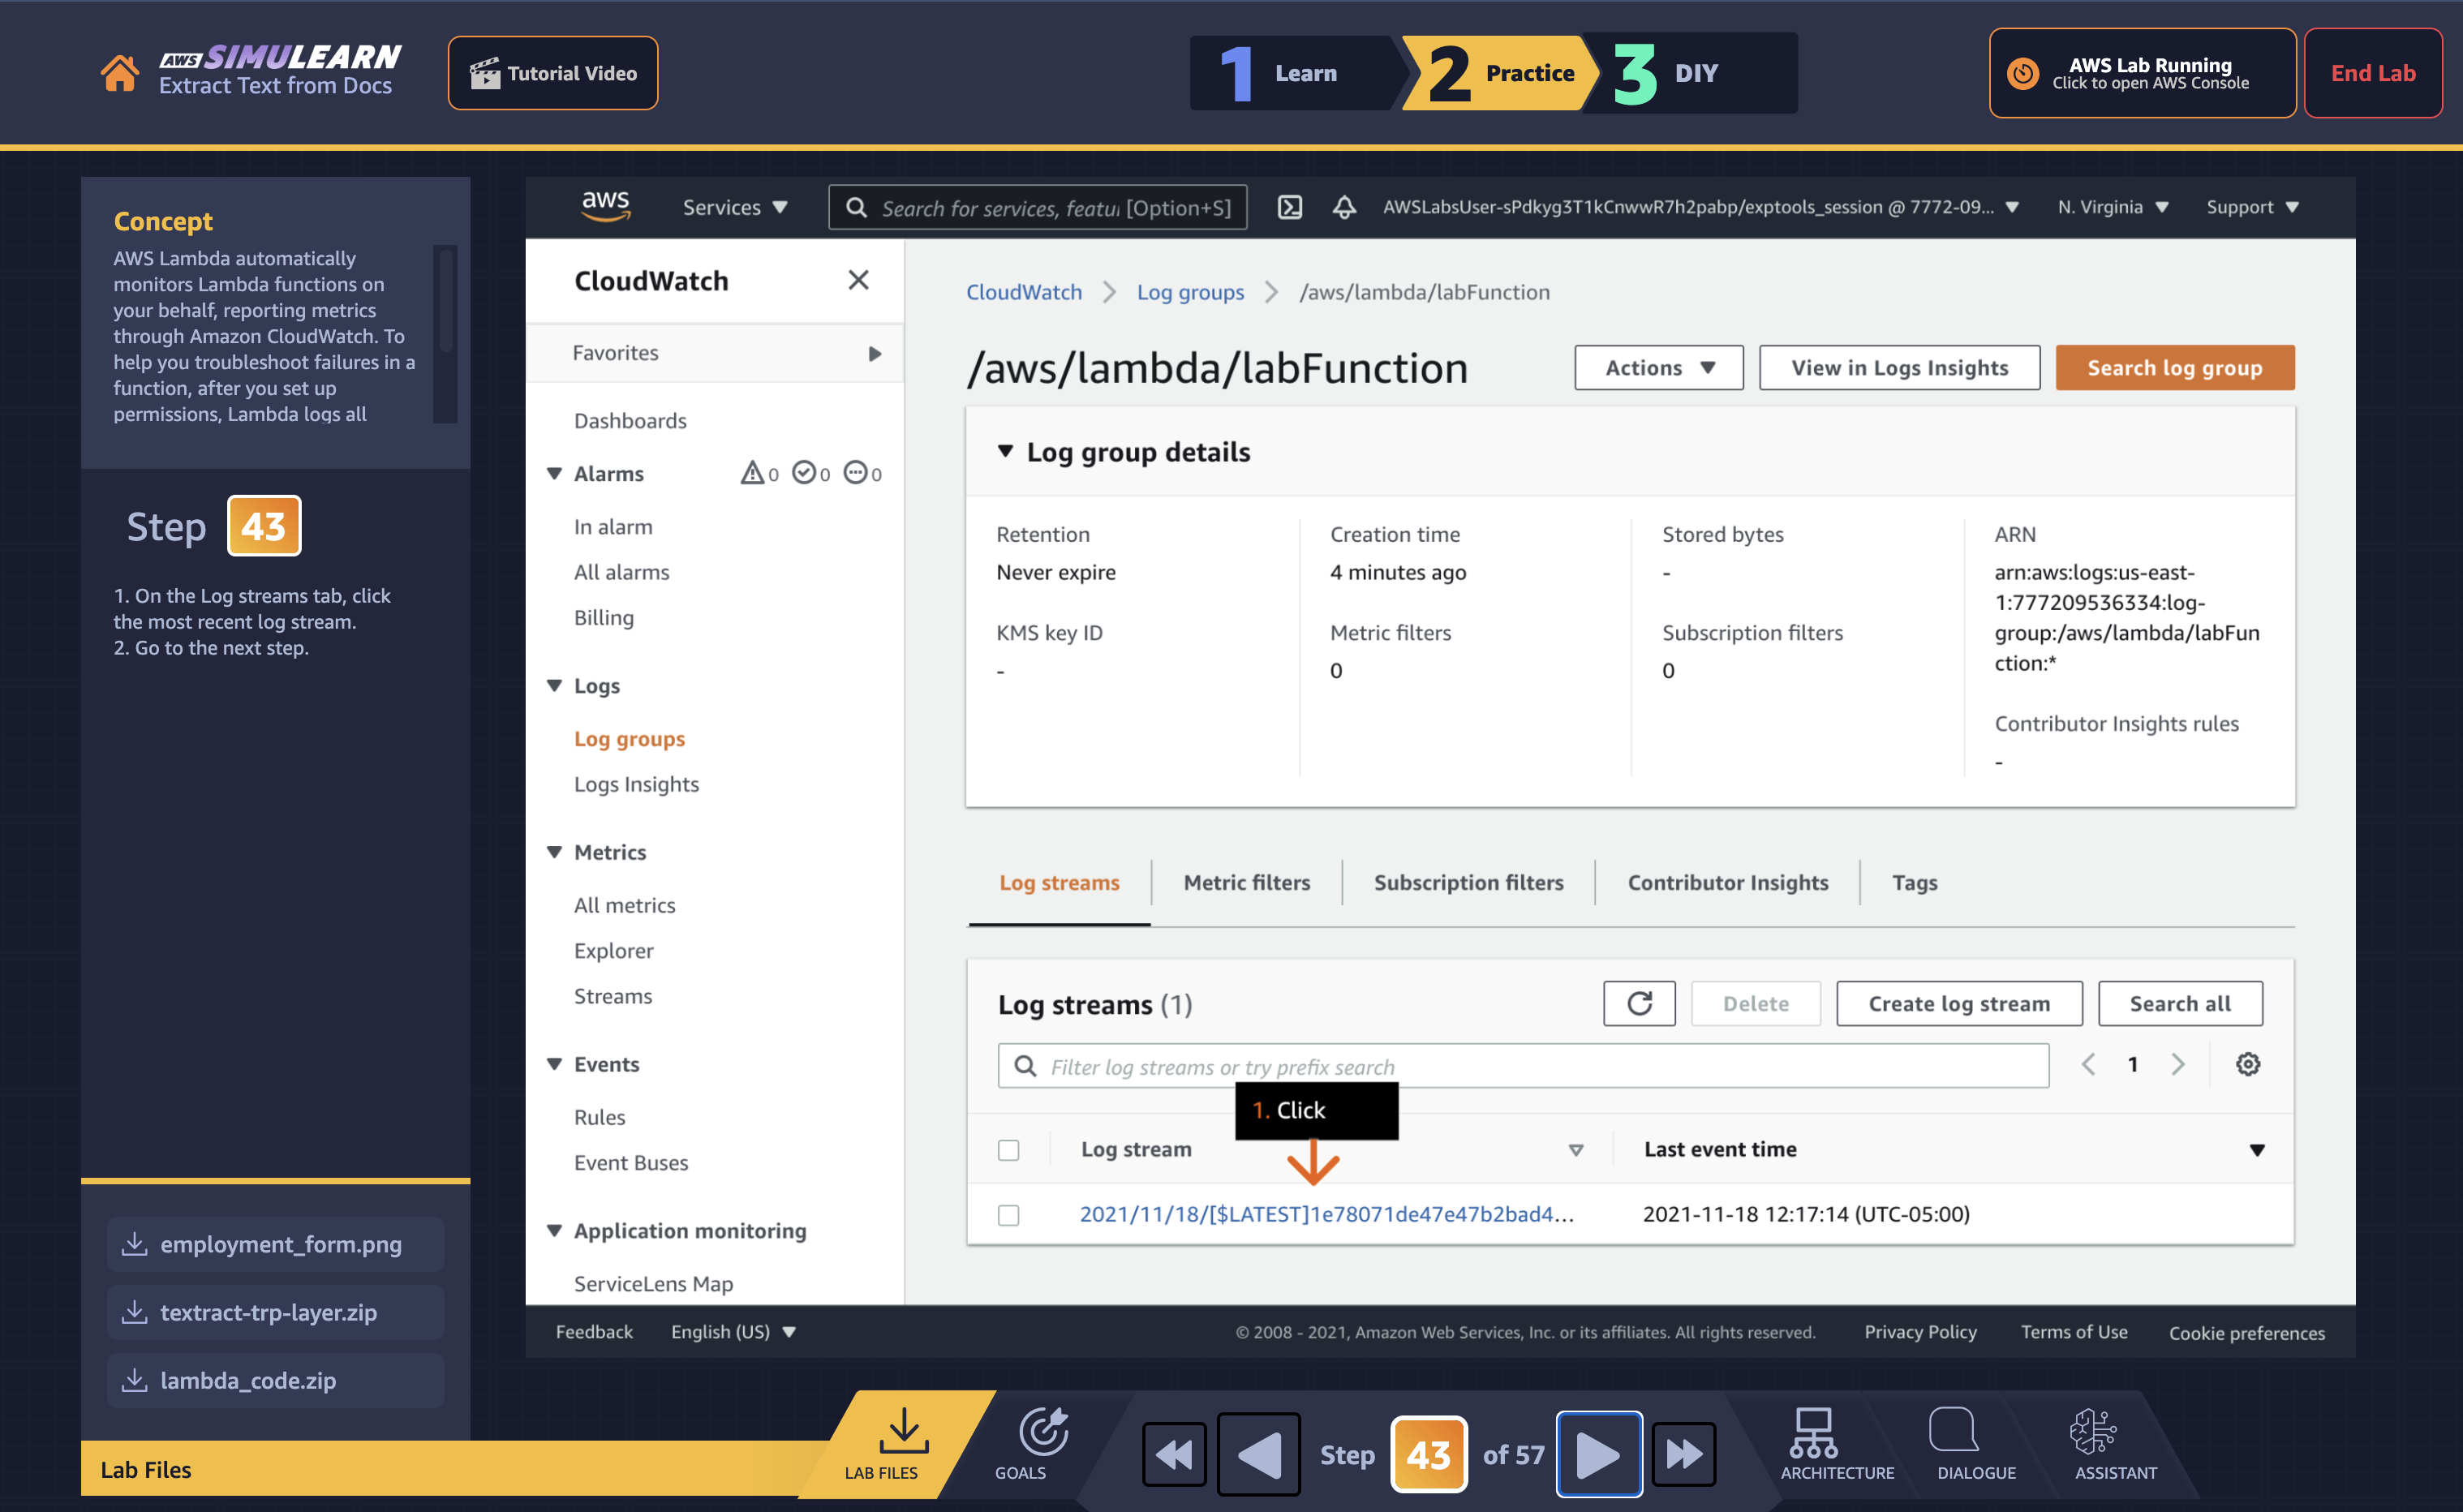 AWS SIMULEARN
Extract Text from Docs
Tutorial Video
1 Learn
2 Practice
3 DIY
AWS Lab Running
Click to open AWS Console
End Lab
Concept
AWS Lambda automatically
monitors Lambda functions on
your behalf, reporting metrics
through Amazon CloudWatch. To
help you troubleshoot failures in a
function, after you set up
permissions, Lambda logs all
Step 43
1. On the Log streams tab, click
the most recent log stream.
2. Go to the next step.
employment_form.png
textract-trp-layer.zip
lambda_code.zip
Lab Files
aws
Services
Search for services, featu [Option+S]
AWSLabsUser-sPdkyg3T1kCnwwR7h2pabp/exptools_session @ 7772-09...
N. Virginia
Support
CloudWatch
Favorites
Dashboards
Alarms 0 0 0
In alarm
All alarms
Billing
Logs
Log groups
Logs Insights
Metrics
All metrics
Explorer
Streams
Events
Rules
Event Buses
Application monitoring
ServiceLens Map
CloudWatch
Log groups
/aws/lambda/labFunction
/aws/lambda/labFunction
Actions
View in Logs Insights
Search log group
Log group details
Retention
Never expire
KMS key ID
-
Creation time
4 minutes ago
Metric filters
0
Stored bytes
-
Subscription filters
0
ARN
arn:aws:logs:us-east-
1:777209536334:log-
group:/aws/lambda/labFun
ction:*
Contributor Insights rules
-
Log streams
Metric filters
Subscription filters
Contributor Insights
Tags
Log streams (1)
Delete
Create log stream
Search all
Filter log streams or try prefix search
1
1. Click
Log stream
Last event time
2021/11/18/[$LATEST]1e78071de47e47b2bad4...
2021-11-18 12:17:14 (UTC-05:00)
Feedback
English (US)
© 2008 - 2021, Amazon Web Services, Inc. or its affiliates. All rights reserved.
Privacy Policy
Terms of Use
Cookie preferences
LAB FILES
GOALS
Step 43 of 57
ARCHITECTURE
DIALOGUE
ASSISTANT